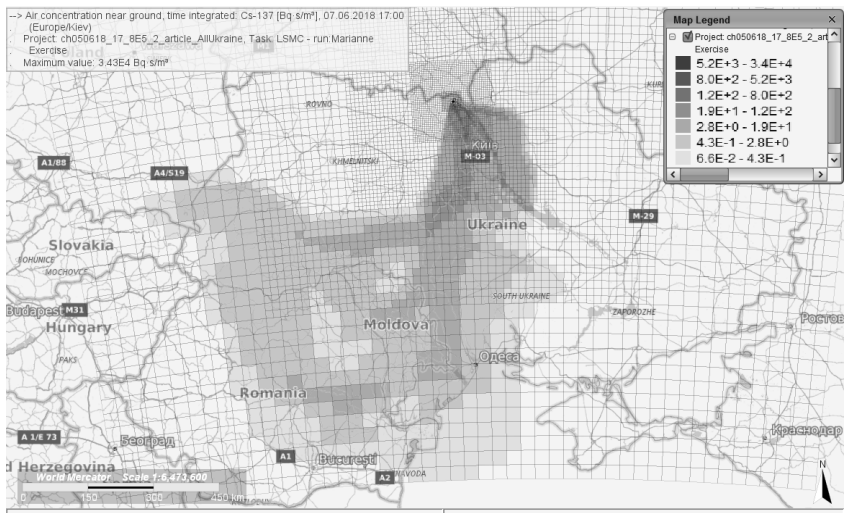 --> Air concentration near ground, time integrated: Cs-137 [Bq s/m³], 07.06.2018 17:00
(Europe/Kiev)
Project: ch050618_17_8E5_2_article_AllUkraine, Task: LSMC - run:Marianne
Exercise
Maximum value: 3.43E4 Bq·s/m³
Map Legend
Project: ch050618_17_8E5_2_art
Exercise
5.2E+3 - 3.4E+4
8.0E+2 - 5.2E+3
1.2E+2 - 8.0E+2
1.9E+1 - 1.2E+2
2.8E+0 - 1.9E+1
4.3E-1 - 2.8E+0
6.6E-2 - 4.3E-1
ROVNO
Київ
M-03
KHMELNITSKI
A1/88
A4/S19
M-29
Ukraine
Slovakia
BOHUNICE
MOCHOVCE
SOUTH UKRAINE
ZAPOROZHE
Budapest
M31
Hungary
Moldova
Ростов
PAKS
Одеса
Romania
A 1/E 73
Београд
Краснодар
A1
Bucuresti
d Herzegovina
A2
World Mercator Scale 1:6,473,600
0 150 300 450 km
N